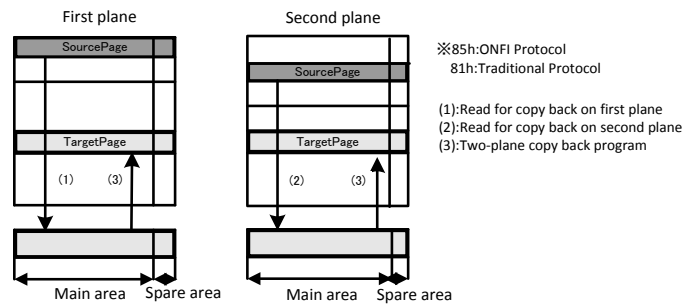 First plane
Second plane
SourcePage
SourcePage
TargetPage
TargetPage
(1)
(3)
(2)
(3)
Main area
Spare area
Main area
Spare area
※85h:ONFI Protocol
81h:Traditional Protocol
(1):Read for copy back on first plane
(2):Read for copy back on second plane
(3):Two-plane copy back program